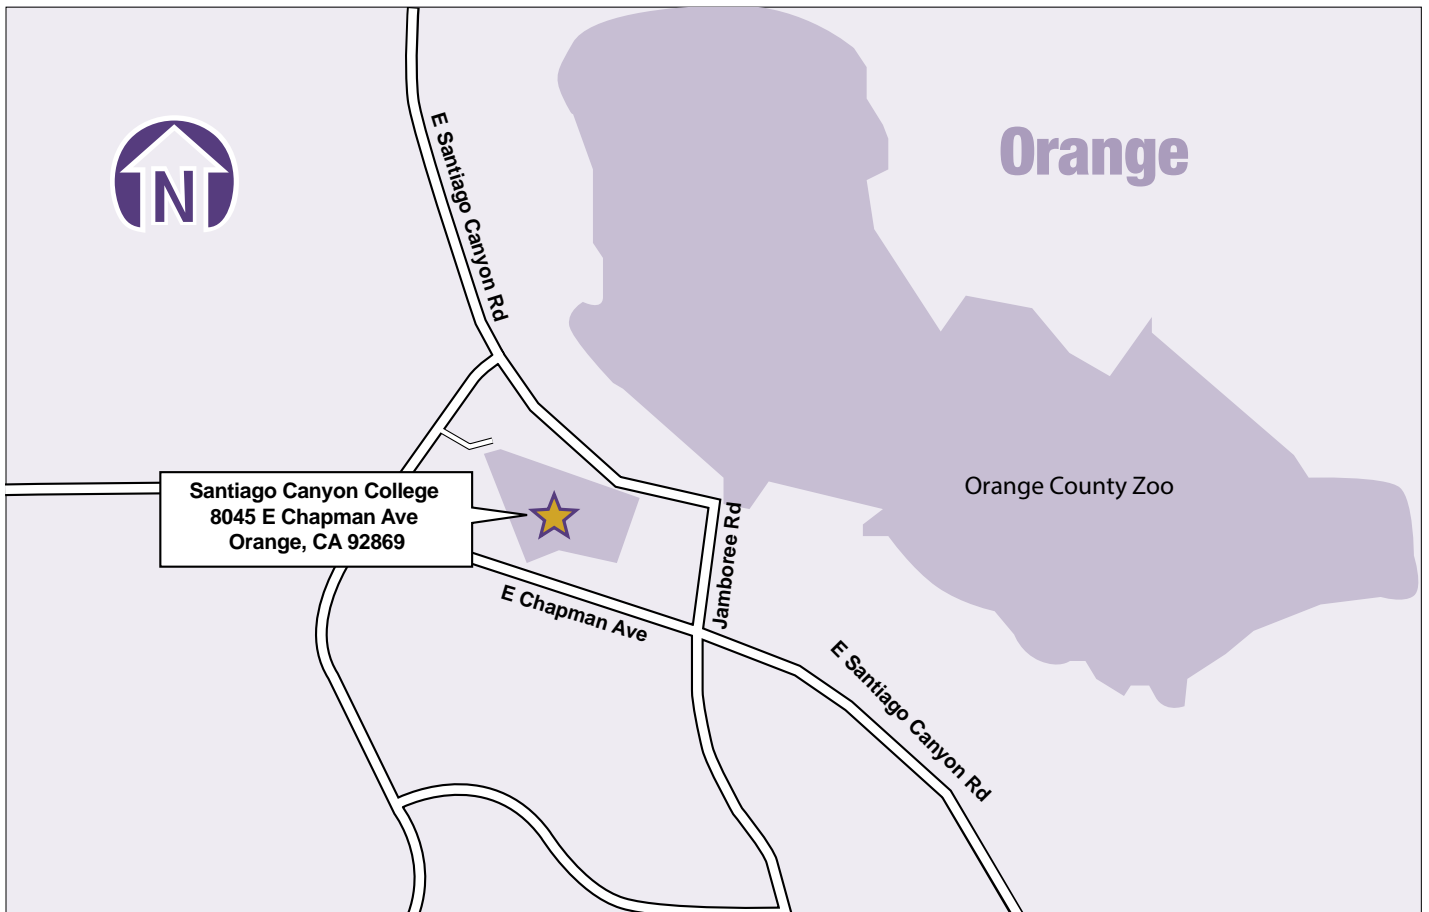 E Santiago Canyon Rd
Orange
N
Orange County Zoo
Santiago Canyon College
8045 E Chapman Ave
Orange, CA 92869
Jamboree Rd
E Chapman Ave
E Santiago Canyon Rd